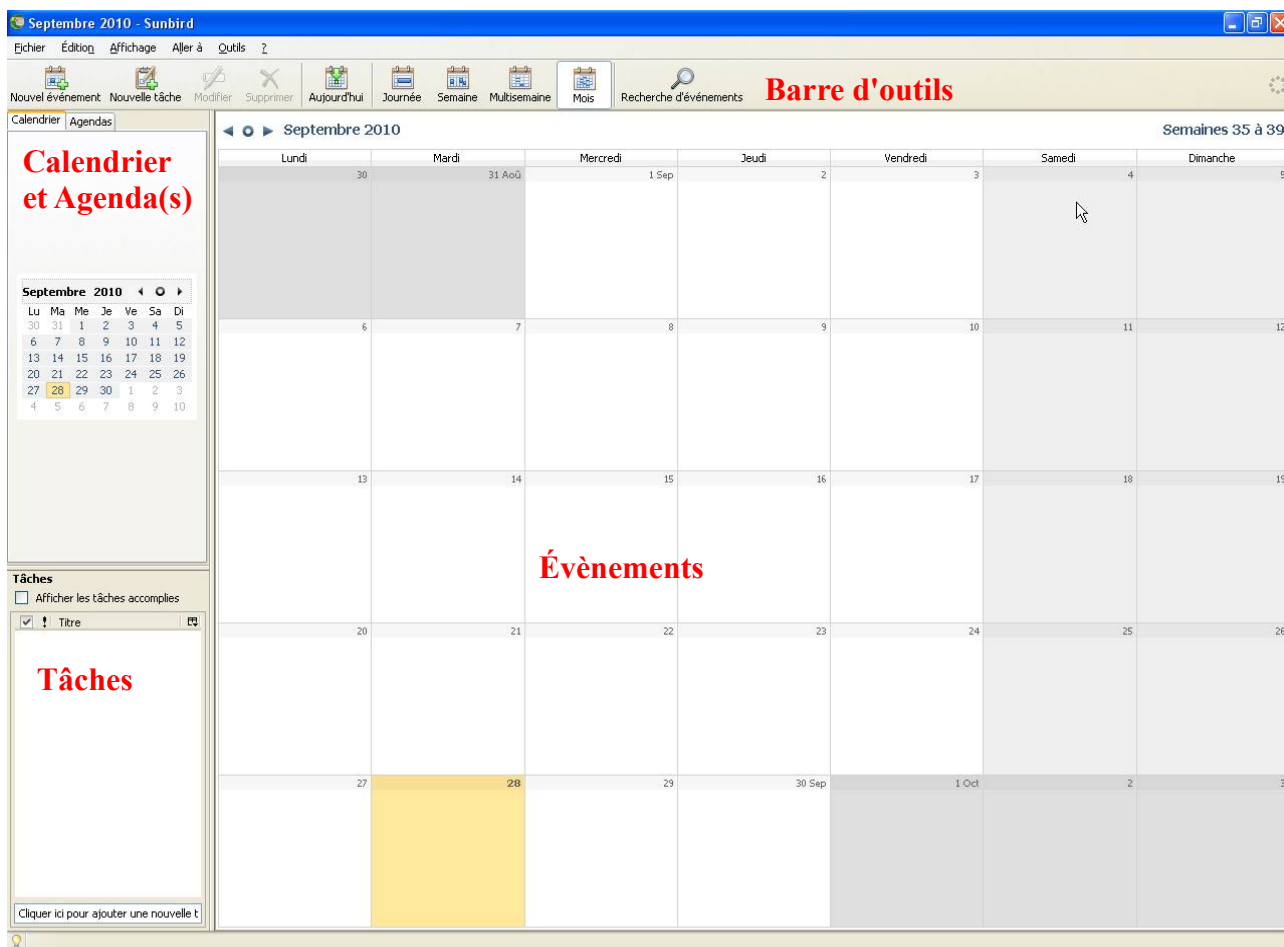 Septembre 2010 - Sunbird
Fichier Édition Affichage Aller à Outils ?
Nouvel événement Nouvelle tâche Modifier Supprimer Aujourd'hui Journée Semaine Multisemaine Mois Recherche d'événements
Barre d'outils
Calendrier Agendas
Calendrier
et Agenda(s)
Septembre 2010
Lu Ma Me Je Ve Sa Di
30 31 1 2 3 4 5
6 7 8 9 10 11 12
13 14 15 16 17 18 19
20 21 22 23 24 25 26
27 28 29 30 1 2 3
4 5 6 7 8 9 10
Tâches
Afficher les tâches accomplies
! Titre
Tâches
Cliquer ici pour ajouter une nouvelle t
Septembre 2010 Semaines 35 à 39
Lundi Mardi Mercredi Jeudi Vendredi Samedi Dimanche
30 31 Aoû 1 Sep 2 3 4 5
6 7 8 9 10 11 12
13 14 15 16 17 18 19
Évènements
20 21 22 23 24 25 26
27 28 29 30 Sep 1 Oct 2 3